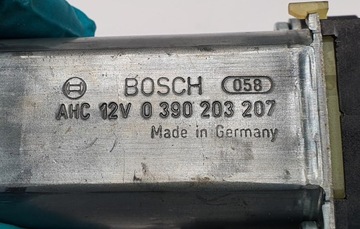 BOSCH 058
AHC 12V 0 390 203 207
Made in Germany